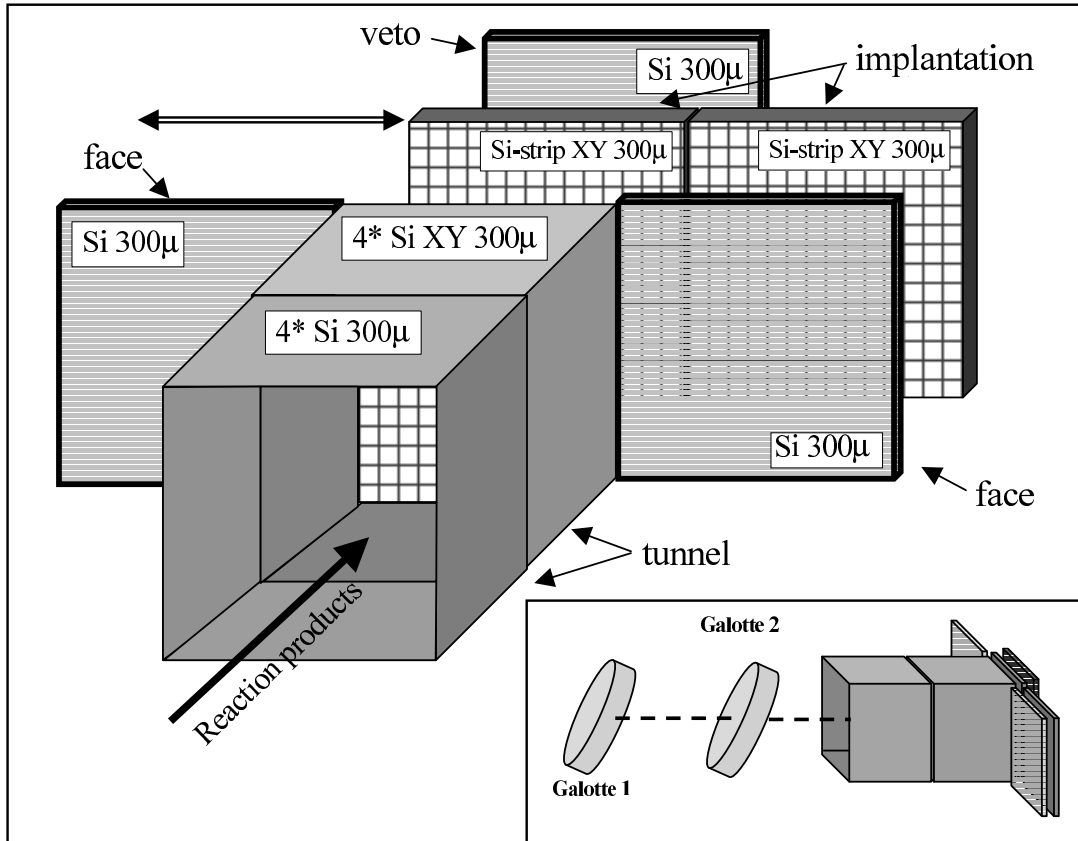 veto
implantation
Si 300µ
Si-strip XY 300µ
Si-strip XY 300µ
face
Si 300µ
4* Si XY 300µ
4* Si 300µ
Si 300µ
face
tunnel
Reaction products
Galotte 2
Galotte 1